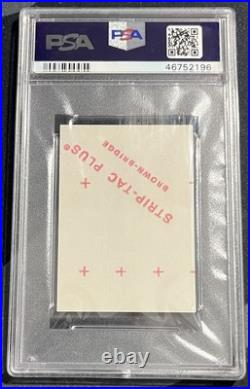 PSA
PSA
46752196
STRIP-TAC PLUS®
BROWN-BRIDGE